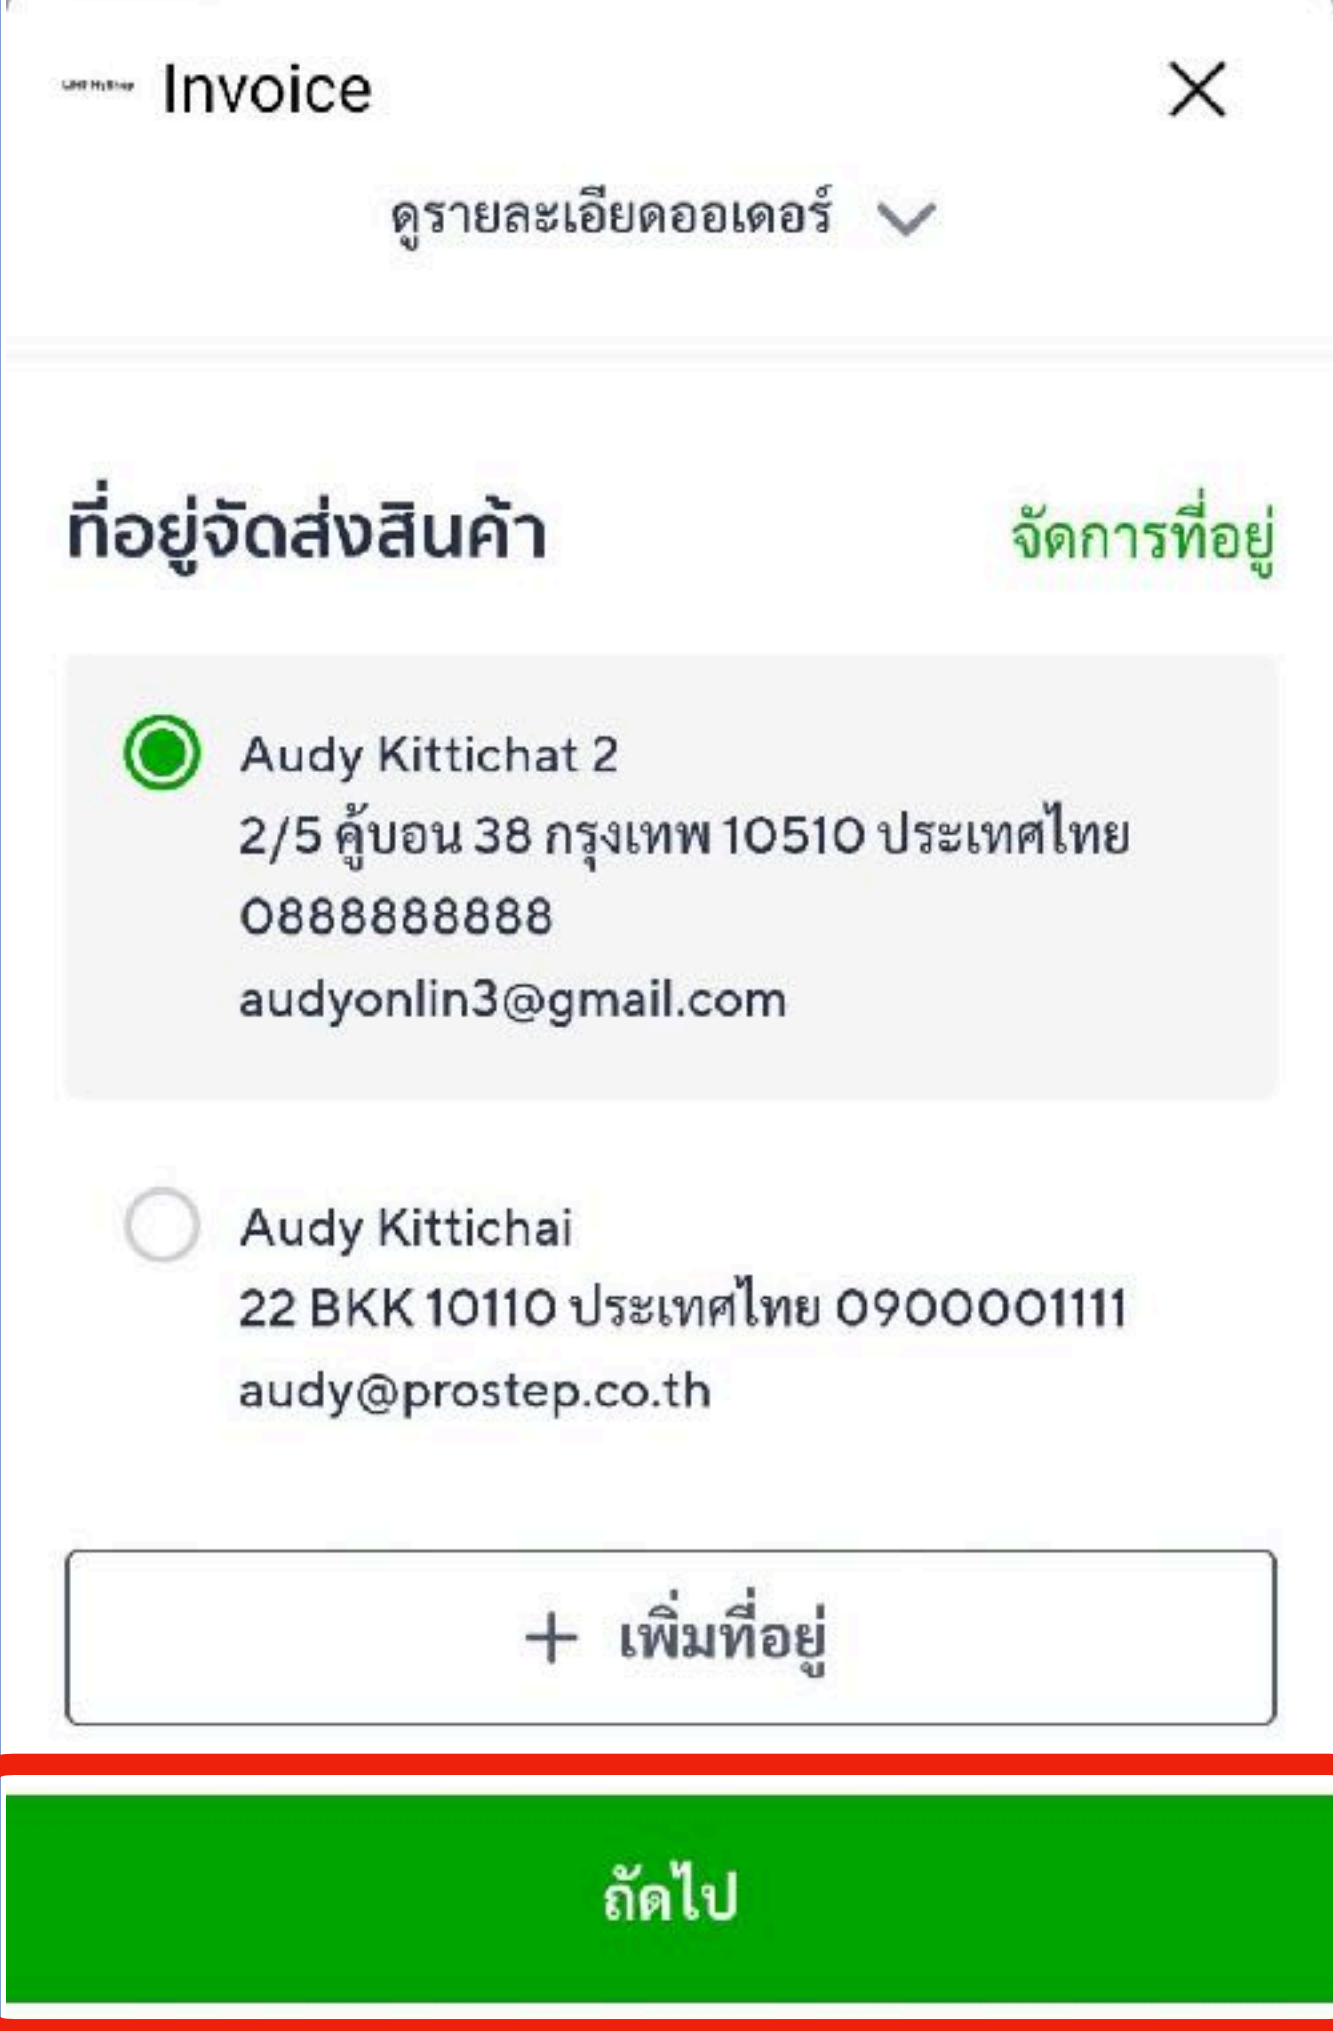 Invoice
ดูรายละเอียดออเดอร์
ที่อยู่จัดส่งสินค้า
จัดการที่อยู่
Audy Kittichat 2
2/5 คู้บอน 38 กรุงเทพ 10510 ประเทศไทย
0888888888
audyonlin3@gmail.com
Audy Kittichai
22 BKK 10110 ประเทศไทย 0900001111
audy@prostep.co.th
+ เพิ่มที่อยู่
ถัดไป